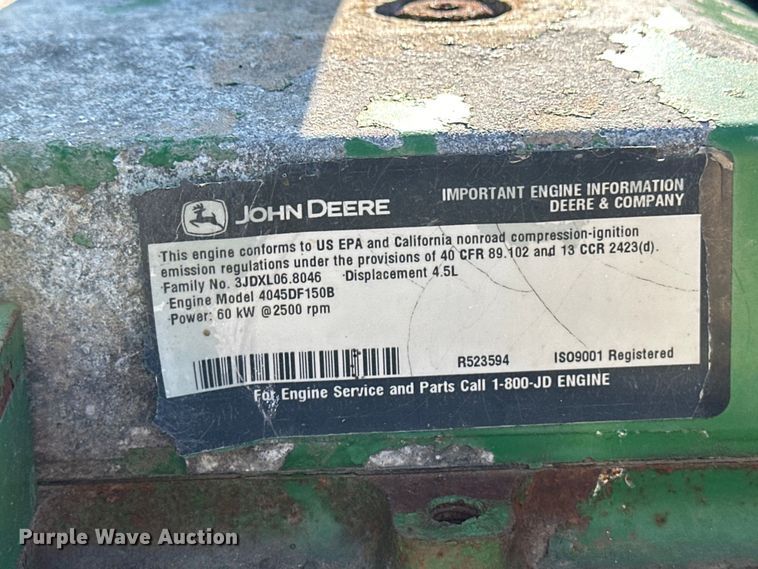 JOHN DEERE
IMPORTANT ENGINE INFORMATION
DEERE & COMPANY
This engine conforms to US EPA and California nonroad compression-ignition
emission regulations under the provisions of 40 CFR 89.102 and 13 CCR 2423(d).
Family No. 3JDXL06.8046 Displacement 4.5L
Engine Model 4045DF150B
Power: 60 kW @2500 rpm
R523594 ISO9001 Registered
For Engine Service and Parts Call 1-800-JD ENGINE
Purple Wave Auction